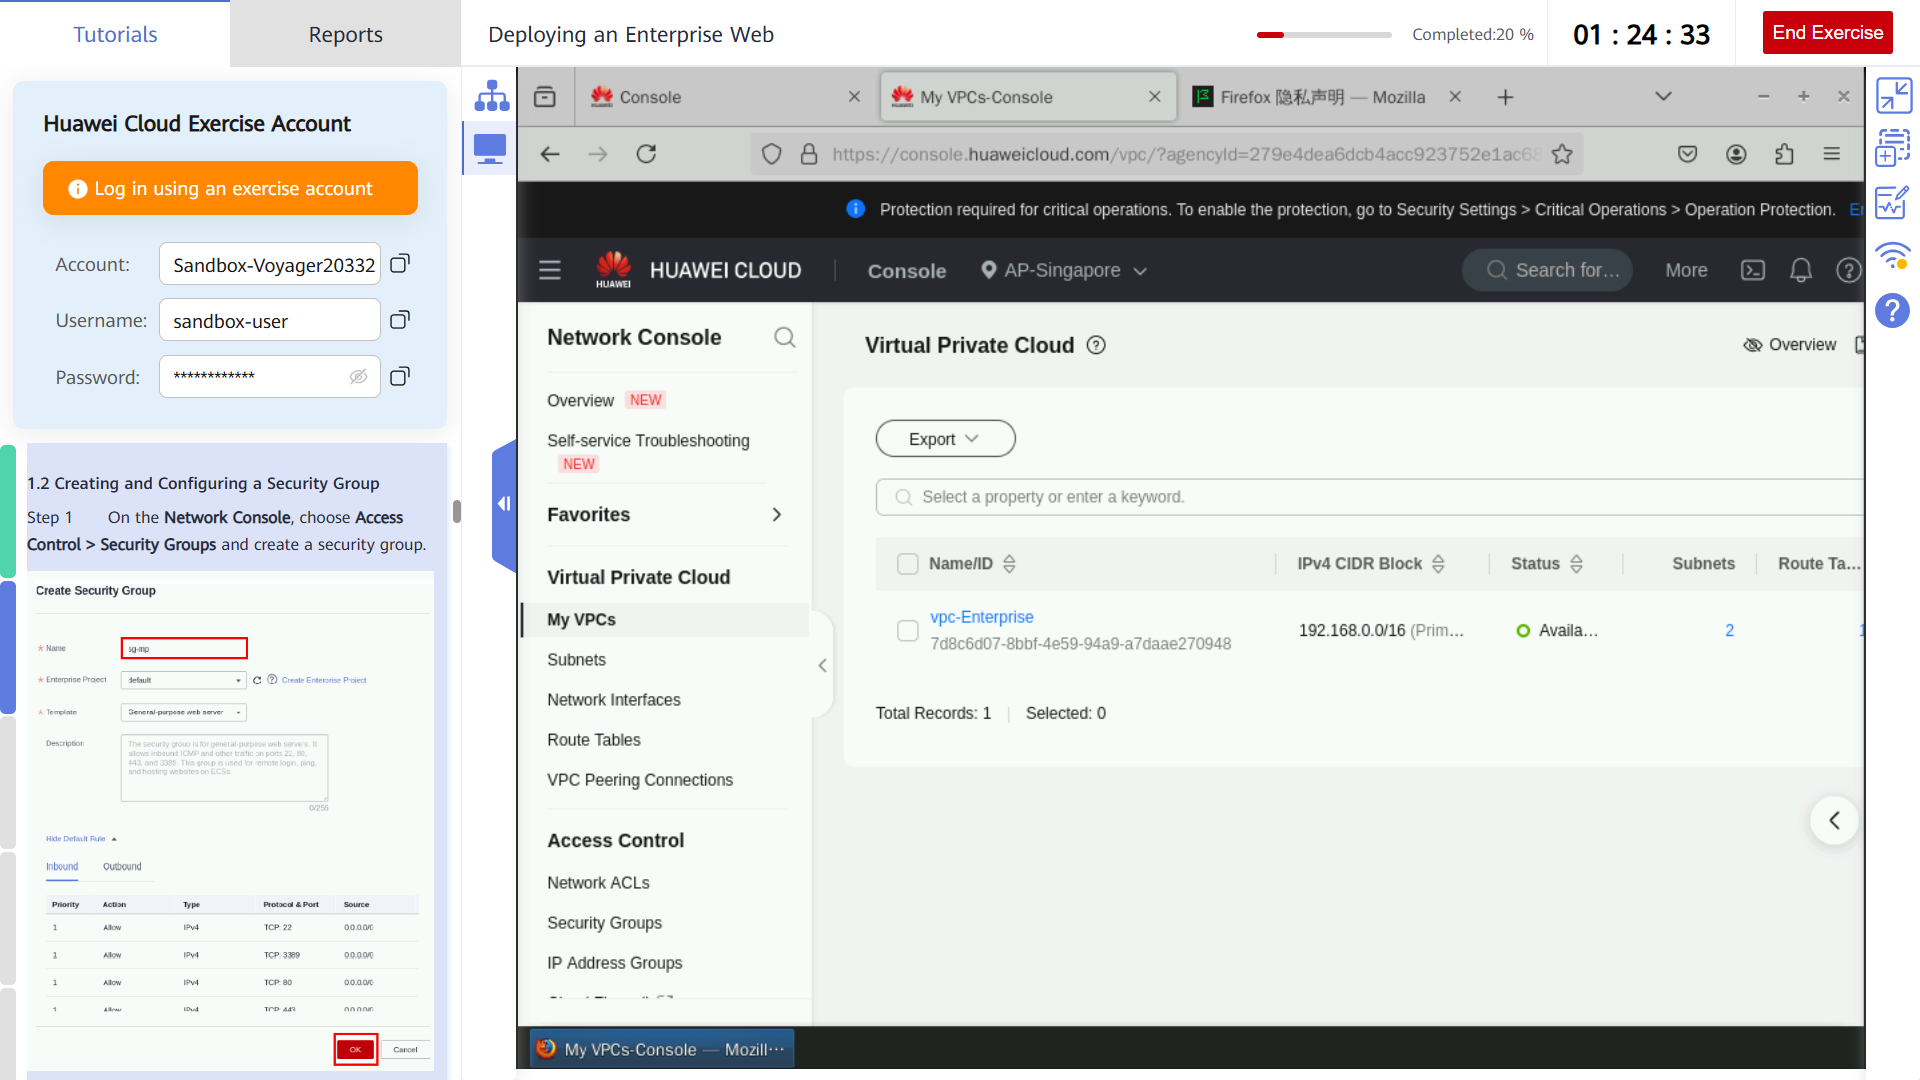 Tutorials
Reports
Deploying an Enterprise Web
Completed:20 %
01 : 24 : 33
End Exercise
Huawei Cloud Exercise Account
Log in using an exercise account
Account:
Sandbox-Voyager20332
Username:
sandbox-user
Password:
************
1.2 Creating and Configuring a Security Group
Step 1 On the Network Console, choose Access
Control > Security Groups and create a security group.
Create Security Group
* Name
sg-mp
* Enterprise Project
default
Create Enterprise Project
* Template
General-purpose web server
Description
The security group is for general-purpose web servers. It
allows inbound ICMP and other traffic on ports 22, 80,
443, and 3389. This group is used for remote login, ping,
and hosting websites on ECSs.
0/255
Hide Default Rule
Inbound
Outbound
Priority Action Type Protocol & Port Source
1 Allow IPv4 TCP: 22 0.0.0.0/0
1 Allow IPv4 TCP: 3389 0.0.0.0/0
1 Allow IPv4 TCP: 80 0.0.0.0/0
1 Allow IPv4 TCP: 443 0.0.0.0/0
OK
Cancel
Console
My VPCs-Console
Firefox 隐私声明 — Mozilla
https://console.huaweicloud.com/vpc/?agencyId=279e4dea6dcb4acc923752e1ac68
Protection required for critical operations. To enable the protection, go to Security Settings > Critical Operations > Operation Protection.
HUAWEI
HUAWEI CLOUD
Console
AP-Singapore
Search for...
More
Network Console
Overview NEW
Self-service Troubleshooting
NEW
Favorites
Virtual Private Cloud
My VPCs
Subnets
Network Interfaces
Route Tables
VPC Peering Connections
Access Control
Network ACLs
Security Groups
IP Address Groups
Virtual Private Cloud
Overview
Export
Select a property or enter a keyword.
Name/ID
IPv4 CIDR Block
Status
Subnets
Route Ta...
vpc-Enterprise
7d8c6d07-8bbf-4e59-94a9-a7daae270948
192.168.0.0/16 (Prim...
Availa...
2
1
Total Records: 1
Selected: 0
My VPCs-Console — Mozill···